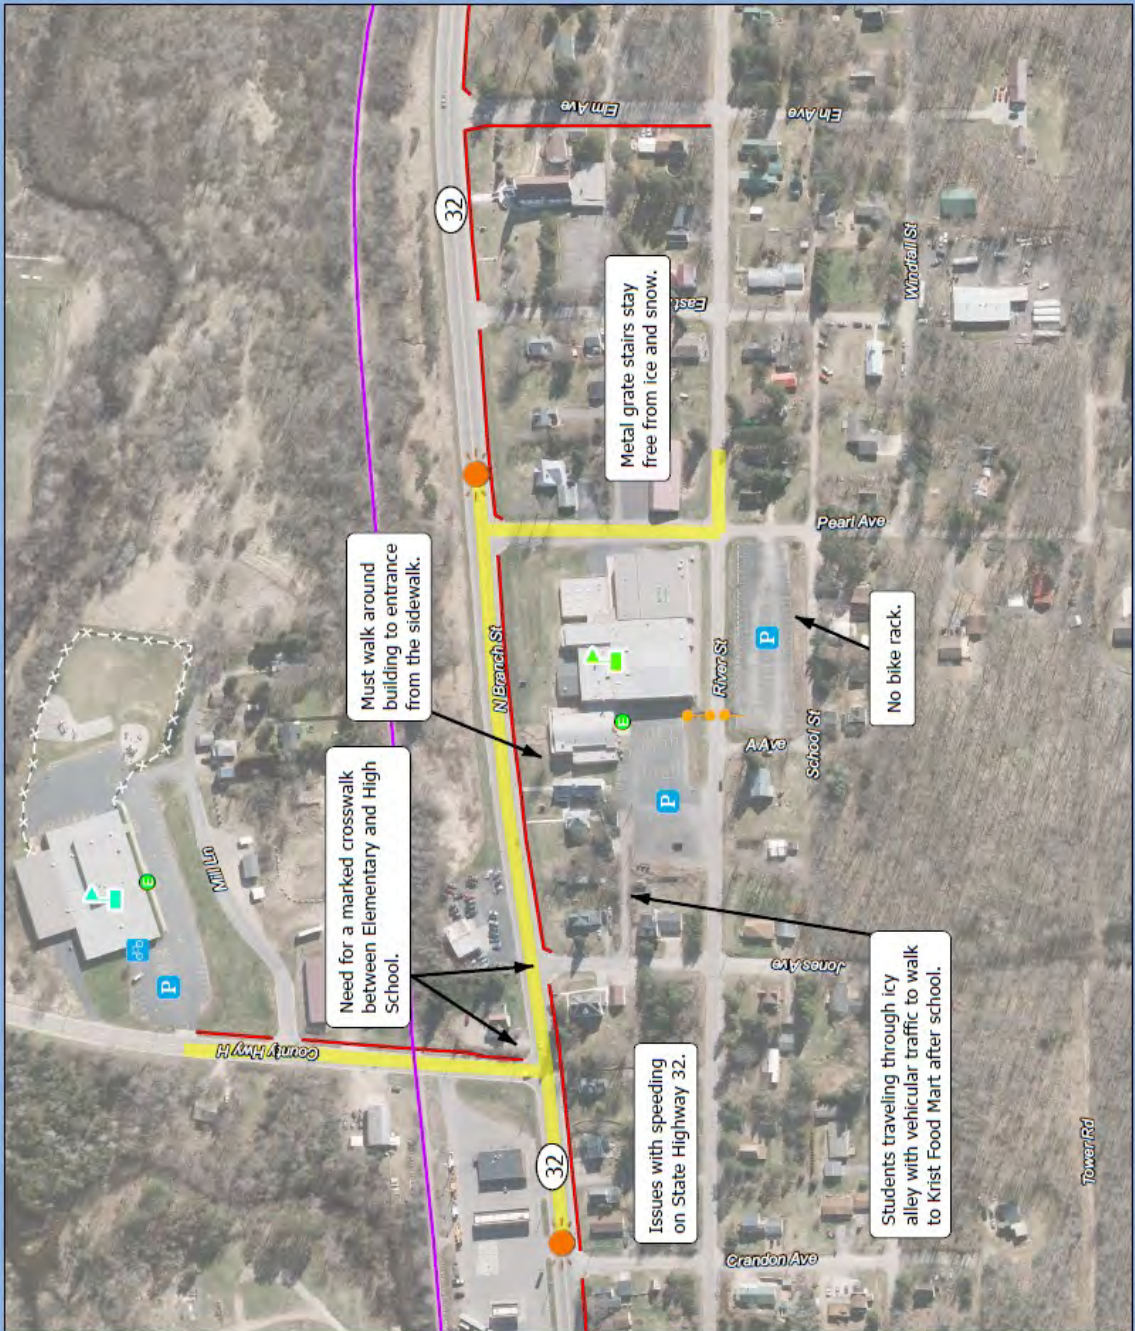 Elm Ave
Eln Ave
32
Windfall St
East
Metal grate stairs stay
free from ice and snow.
Pearl Ave
Must walk around
building to entrance
from the sidewalk.
N Branch St
No bike rack.
River St
P
E
A Ave
School St
P
Need for a marked crosswalk
between Elementary and High
School.
Mill Ln
E
P
County Hwy H
Jones Ave
Students traveling through icy
alley with vehicular traffic to walk
to Krist Food Mart after school.
Issues with speeding
on State Highway 32.
32
Crandon Ave
Tower Rd